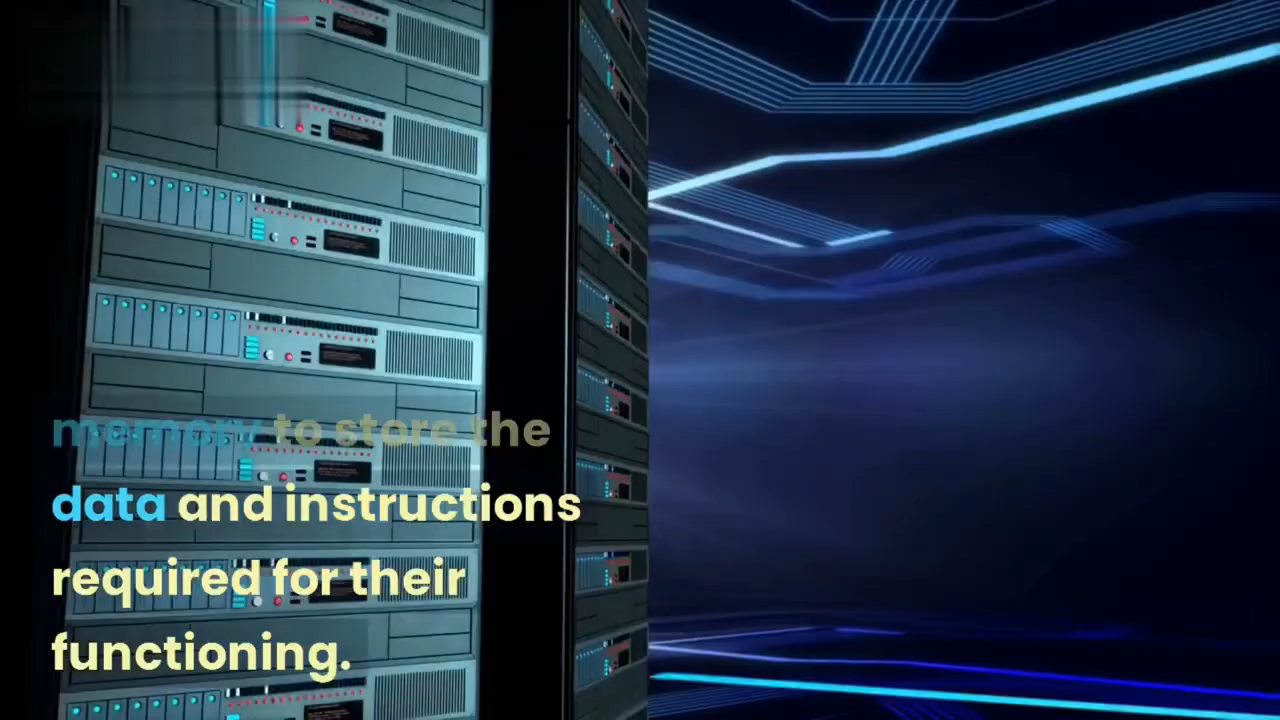 memory to store the
data and instructions
required for their
functioning.